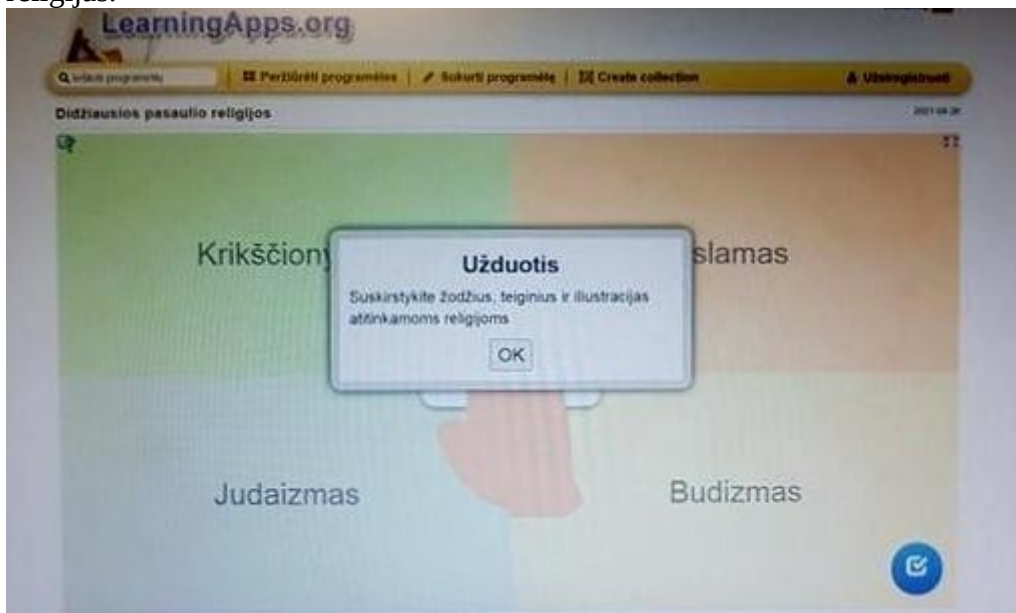 LearningApps.org
Peržiūrėti programėles | Sukurti programėlę | Create collection
Didžiausios pasaulio religijos
Krikščiony
slamas
Užduotis
Suskirstykite žodžius, teiginius ir iliustracijas
atitinkamoms religijoms
OK
Judaizmas
Budizmas